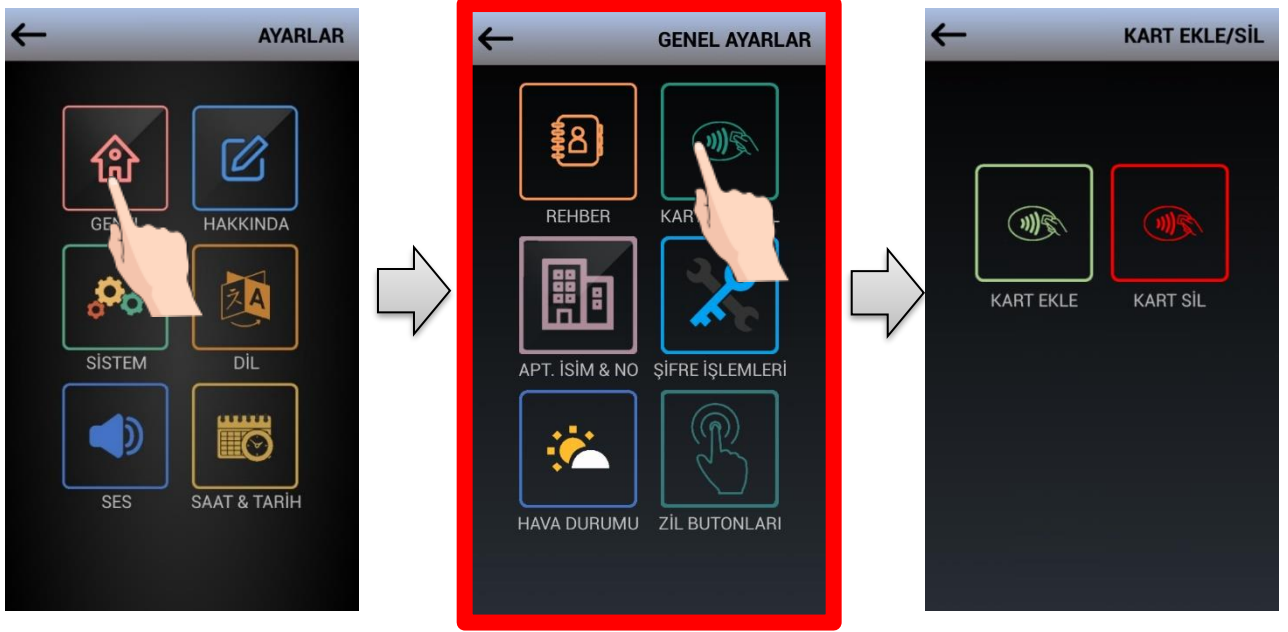 AYARLAR
HAKKINDA
SİSTEM
DİL
SES
SAAT & TARİH
GENEL AYARLAR
REHBER
APT. İSİM & NO
ŞİFRE İŞLEMLERİ
HAVA DURUMU
ZİL BUTONLARI
KART EKLE/SİL
KART EKLE
KART SİL